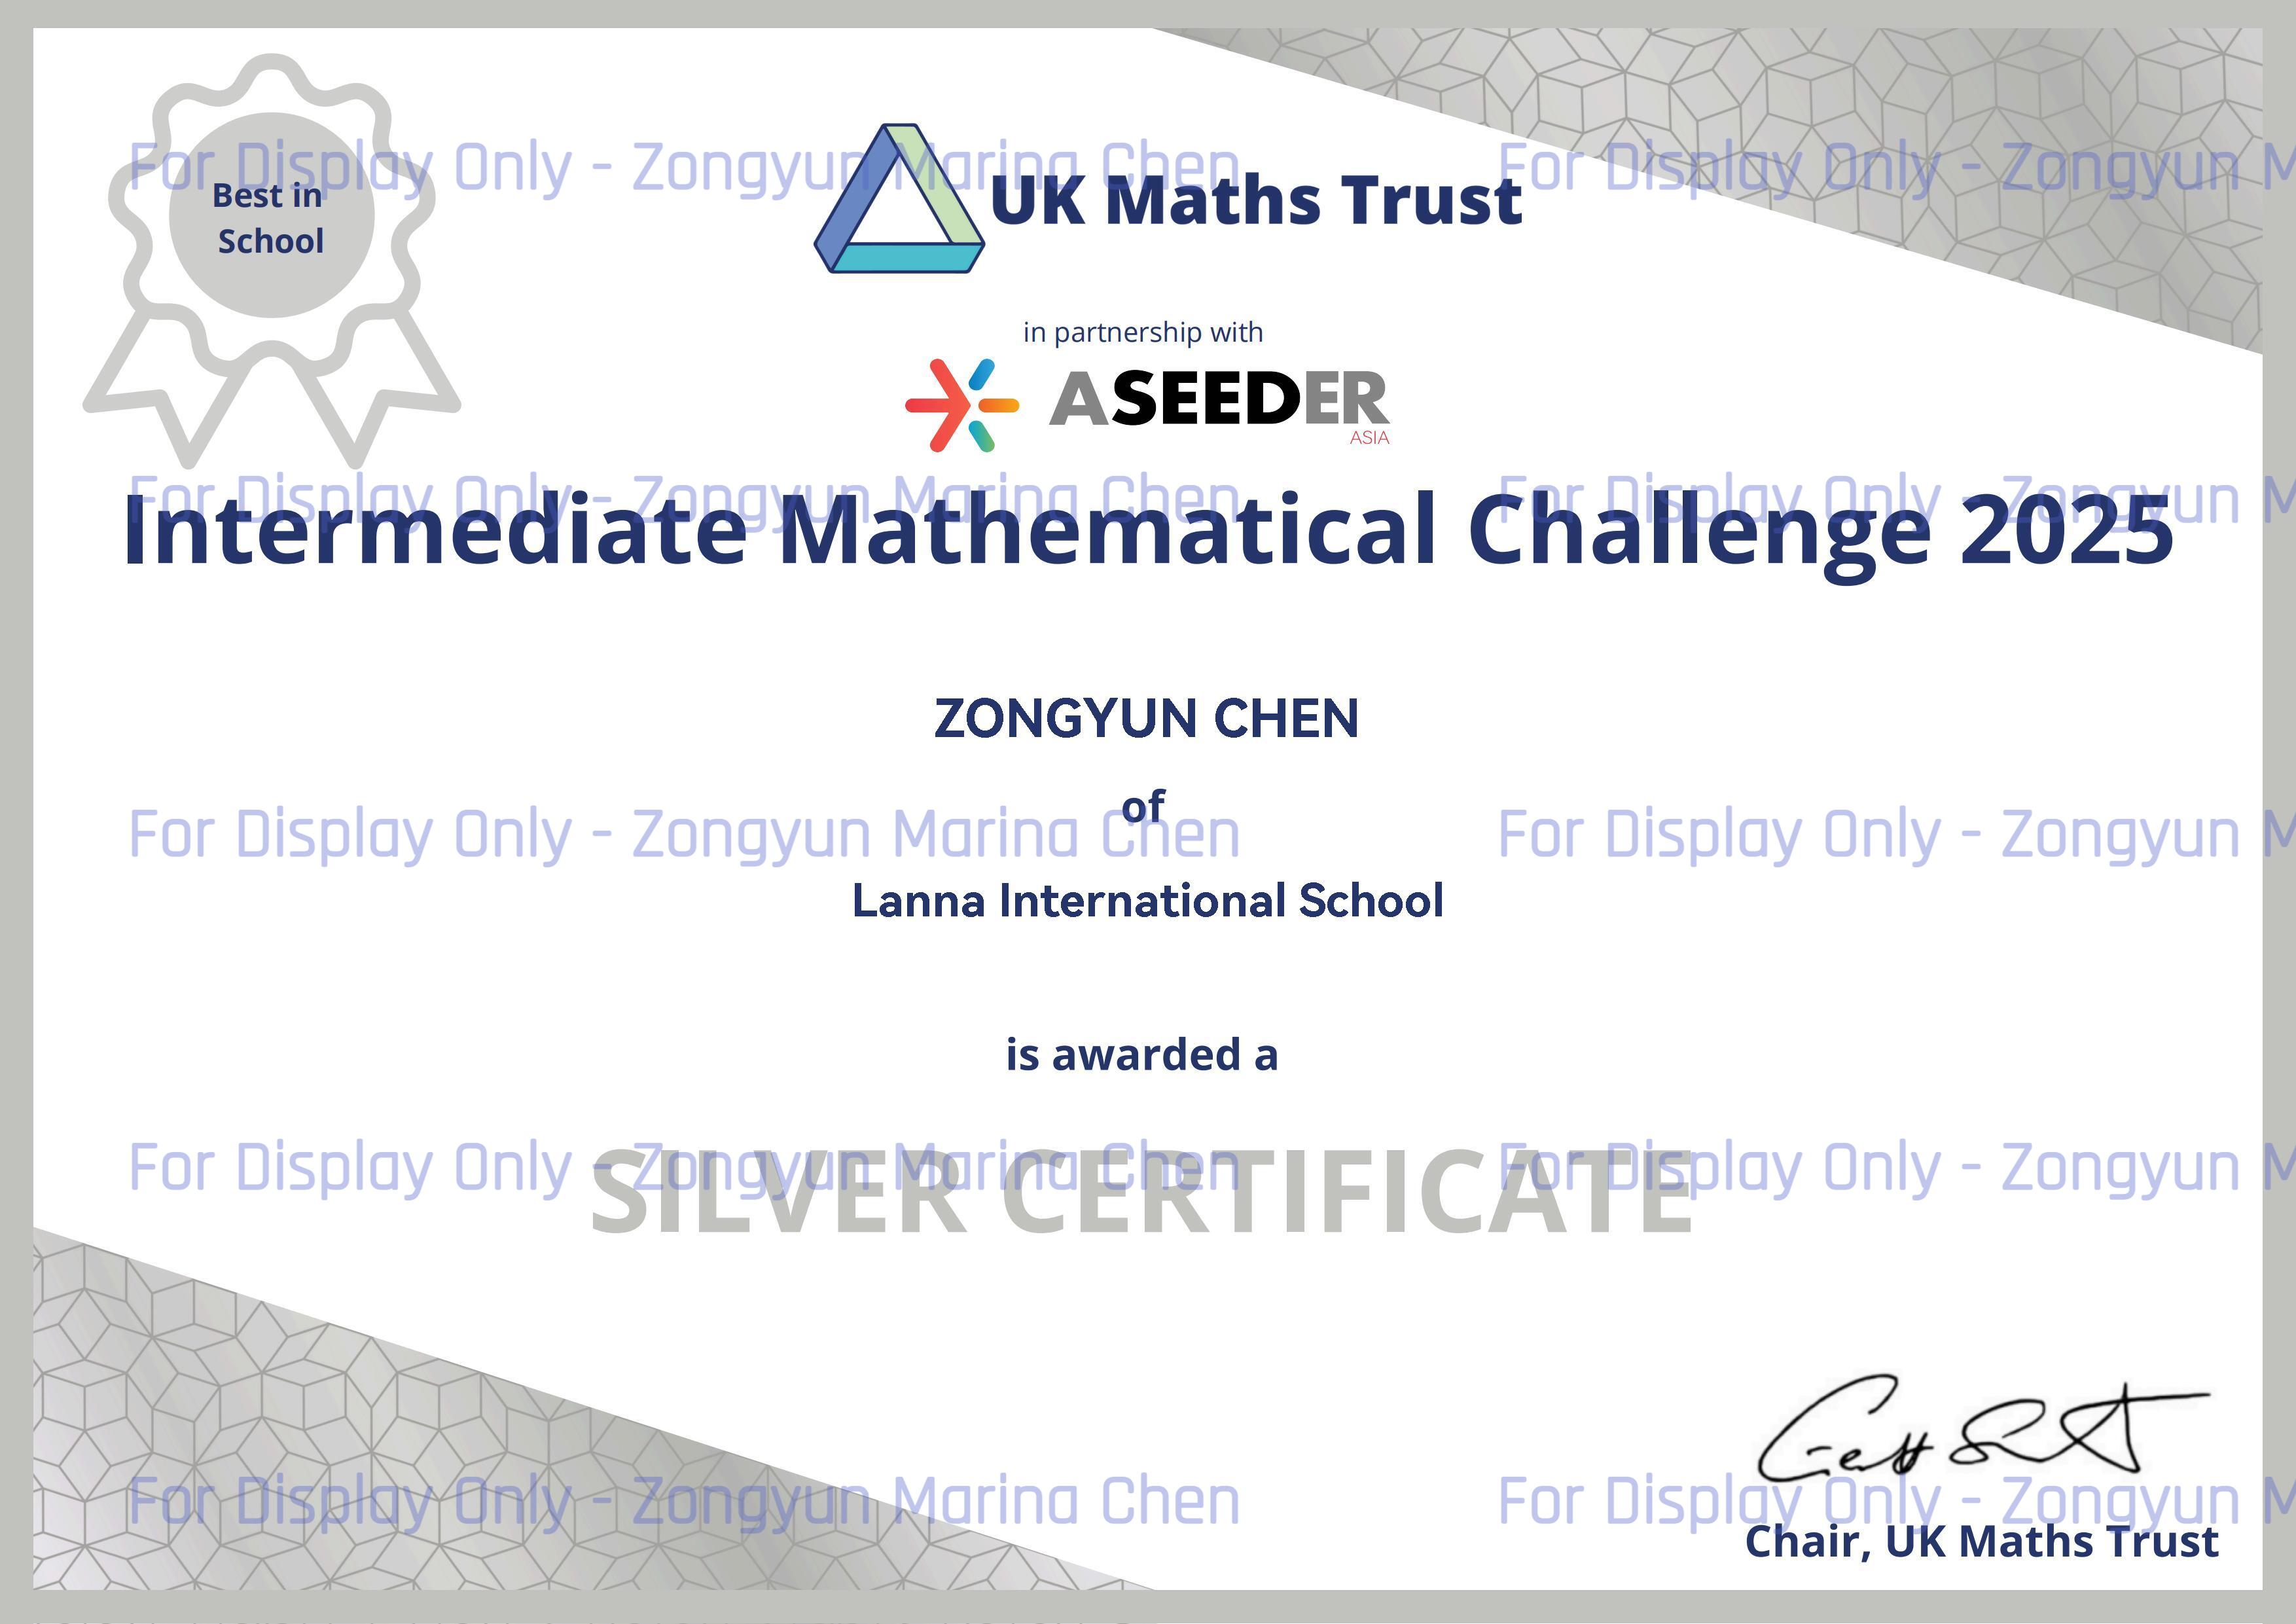 Best in
School
UK Maths Trust
in partnership with
ASEEDER
ASIA
Intermediate Mathematical Challenge 2025
ZONGYUN CHEN
of
Lanna International School
is awarded a
SILVER CERTIFICATE
Chair, UK Maths Trust
For Display Only - Zongyun Marina Chen For Display Only - Zongyun M
For Display Only - Zongyun Marina Chen For Display Only - Zongyun M
For Display Only - Zongyun Marina Chen For Display Only - Zongyun M
For Display Only - Zongyun Marina Chen For Display Only - Zongyun M
For Display Only - Zongyun Marina Chen For Display Only - Zongyun M